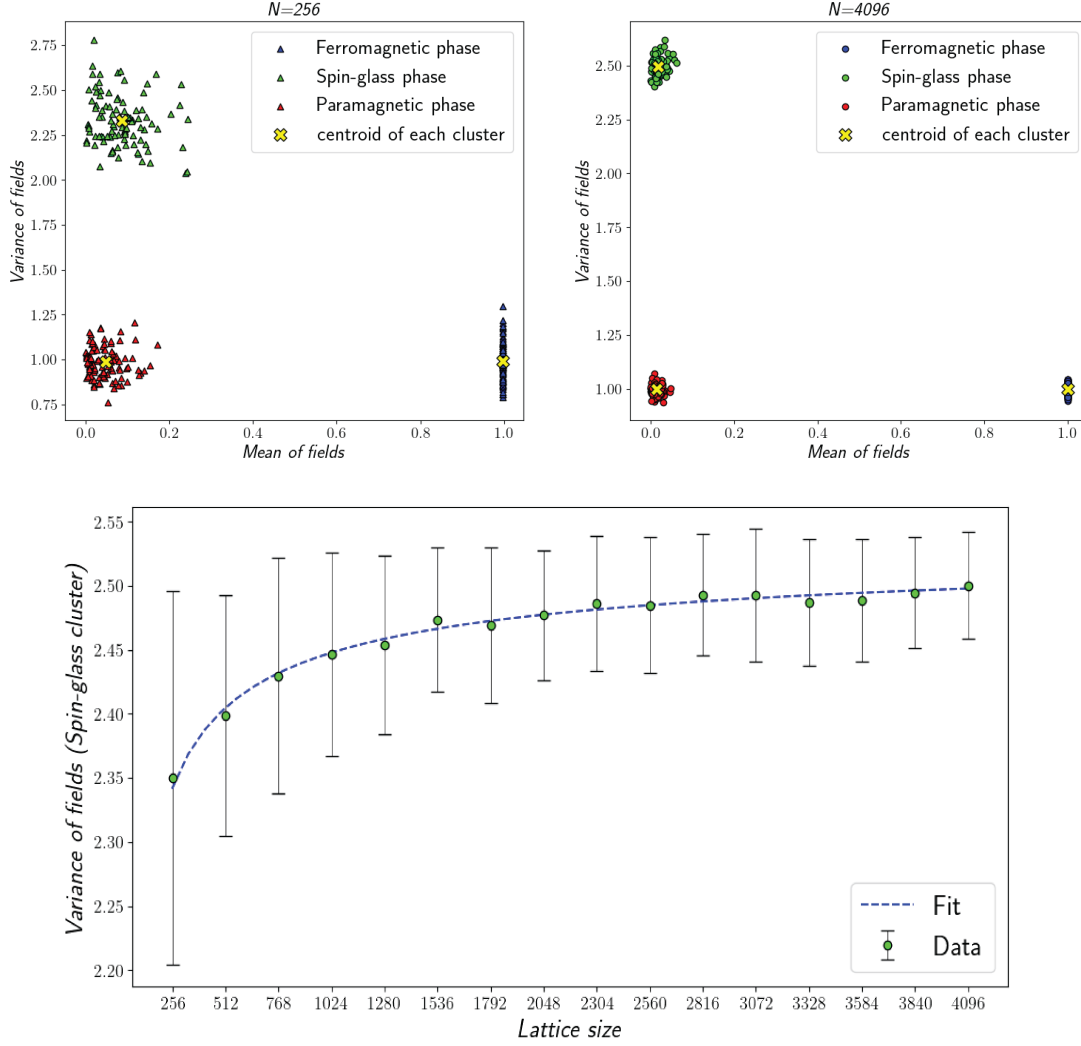 N=256
2.75
2.50
2.25
2.00
1.75
1.50
1.25
1.00
0.75
Variance of fields
0.0 0.2 0.4 0.6 0.8 1.0
Mean of fields
Ferromagnetic phase
Spin-glass phase
Paramagnetic phase
centroid of each cluster
N=4096
2.50
2.25
2.00
1.75
1.50
1.25
1.00
Variance of fields
0.0 0.2 0.4 0.6 0.8 1.0
Mean of fields
Ferromagnetic phase
Spin-glass phase
Paramagnetic phase
centroid of each cluster
2.55
2.50
2.45
2.40
2.35
2.30
2.25
2.20
Variance of fields (Spin-glass cluster)
256 512 768 1024 1280 1536 1792 2048 2304 2560 2816 3072 3328 3584 3840 4096
Lattice size
Fit
Data